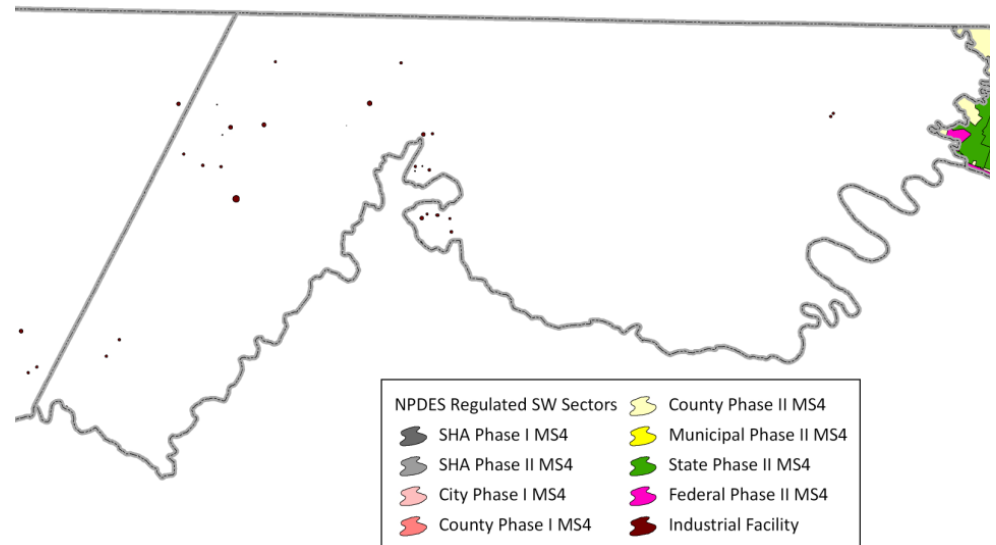 NPDES Regulated SW Sectors
SHA Phase I MS4
SHA Phase II MS4
City Phase I MS4
County Phase I MS4
County Phase II MS4
Municipal Phase II MS4
State Phase II MS4
Federal Phase II MS4
Industrial Facility